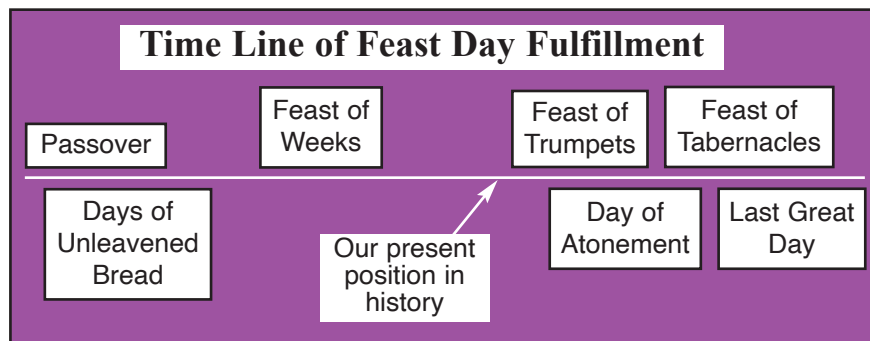 Time Line of Feast Day Fulfillment
Passover
Feast of
Weeks
Feast of
Trumpets
Feast of
Tabernacles
Days of
Unleavened
Bread
Our present
position in
history
Day of
Atonement
Last Great
Day